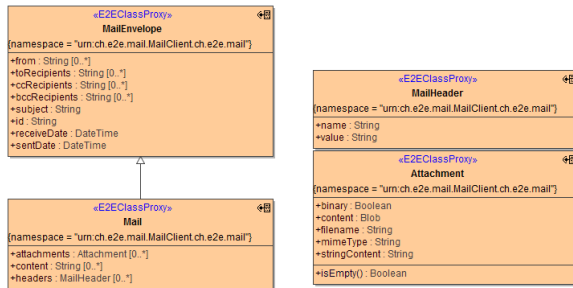 «E2EClassProxy»
MailEnvelope
{namespace = "urn:ch.e2e.mail.MailClient.ch.e2e.mail"}
+from : String [0..*]
+toRecipients : String [0..*]
+ccRecipients : String [0..*]
+bccRecipients : String [0..*]
+subject : String
+id : String
+receiveDate : DateTime
+sentDate : DateTime
«E2EClassProxy»
Mail
{namespace = "urn:ch.e2e.mail.MailClient.ch.e2e.mail"}
+attachments : Attachment [0..*]
+content : String [0..*]
+headers : MailHeader [0..*]
«E2EClassProxy»
MailHeader
{namespace = "urn:ch.e2e.mail.MailClient.ch.e2e.mail"}
+name : String
+value : String
«E2EClassProxy»
Attachment
{namespace = "urn:ch.e2e.mail.MailClient.ch.e2e.mail"}
+binary : Boolean
+content : Blob
+filename : String
+mimeType : String
+stringContent : String
+isEmpty() : Boolean